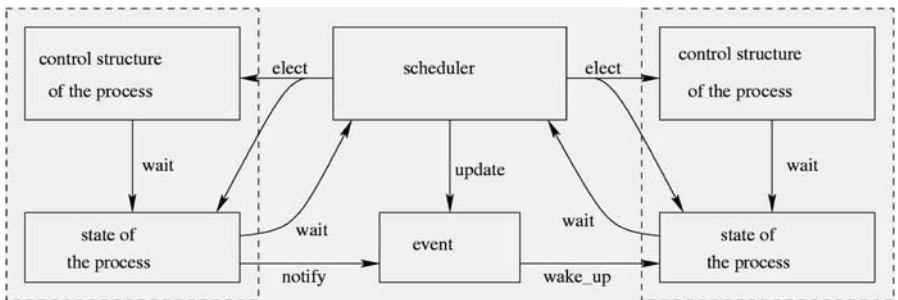 control structure
of the process
elect
scheduler
elect
control structure
of the process
wait
update
wait
state of
the process
wait
event
wait
state of
the process
notify
wake_up